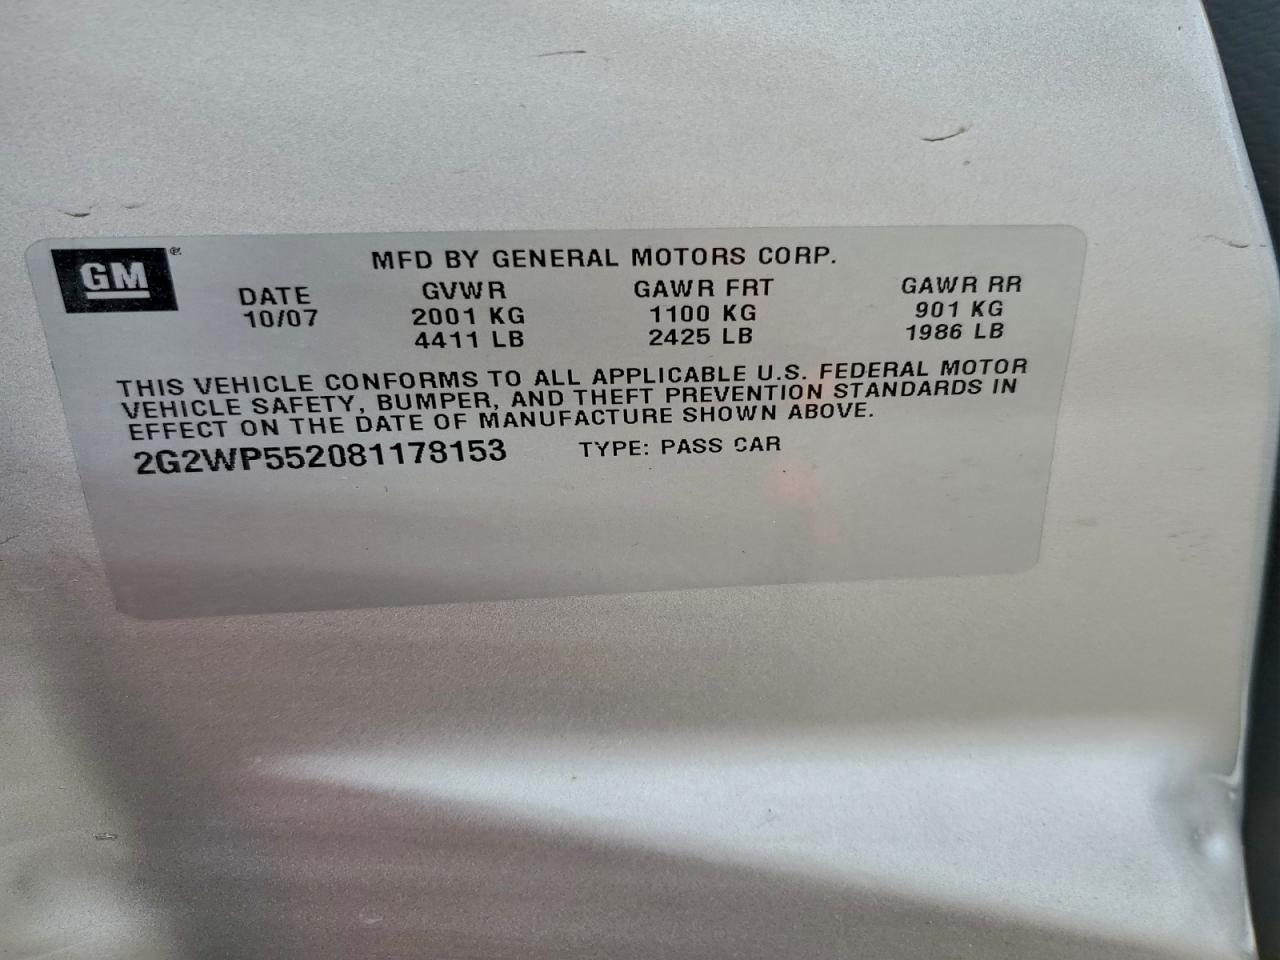 GM ®
MFD BY GENERAL MOTORS CORP.
DATE GVWR GAWR FRT GAWR RR
10/07 2001 KG 1100 KG 901 KG
4411 LB 2425 LB 1986 LB
THIS VEHICLE CONFORMS TO ALL APPLICABLE U.S. FEDERAL MOTOR
VEHICLE SAFETY, BUMPER, AND THEFT PREVENTION STANDARDS IN
EFFECT ON THE DATE OF MANUFACTURE SHOWN ABOVE.
2G2WP552081178153 TYPE: PASS CAR